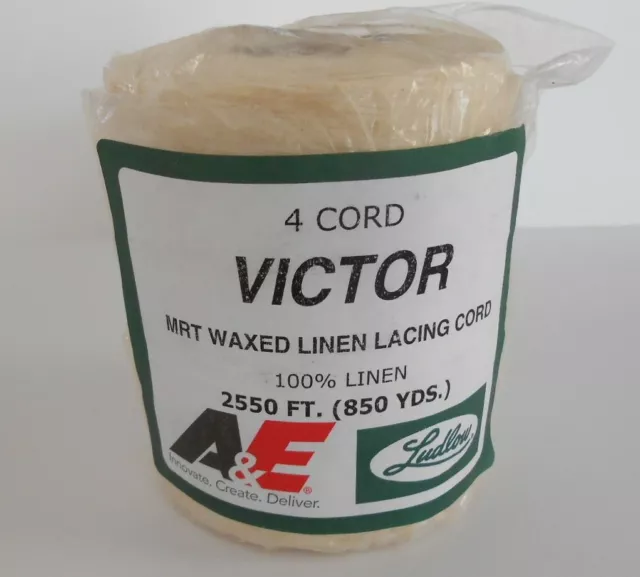 4 CORD
VICTOR
MRT WAXED LINEN LACING CORD
100% LINEN
2550 FT. (850 YDS.)
A&E®
Innovate. Create. Deliver.
Ludlow